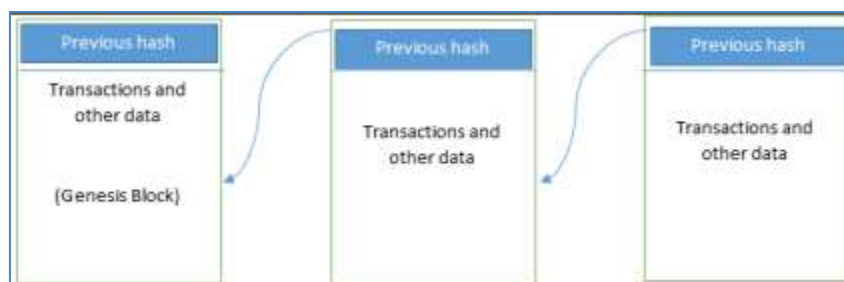 Previous hash
Transactions and
other data
(Genesis Block)
Previous hash
Transactions and
other data
Previous hash
Transactions and
other data